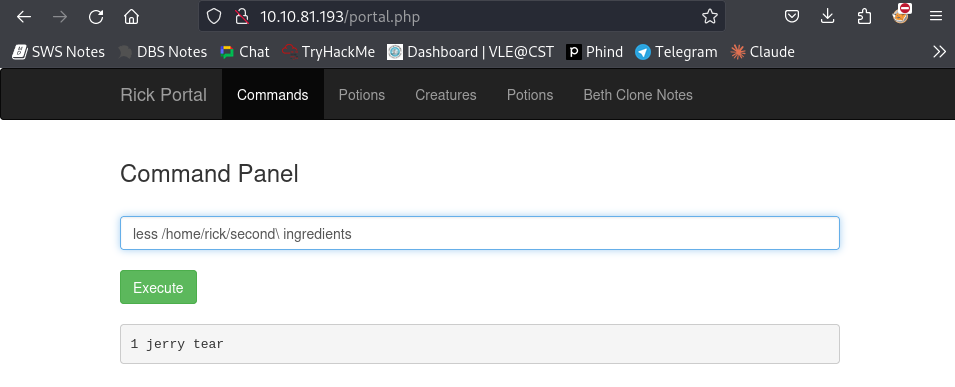 10.10.81.193/portal.php
SWS Notes DBS Notes Chat TryHackMe Dashboard | VLE@CST Phind Telegram Claude
Rick Portal Commands Potions Creatures Potions Beth Clone Notes
Command Panel
less /home/rick/second\ ingredients
Execute
1 jerry tear